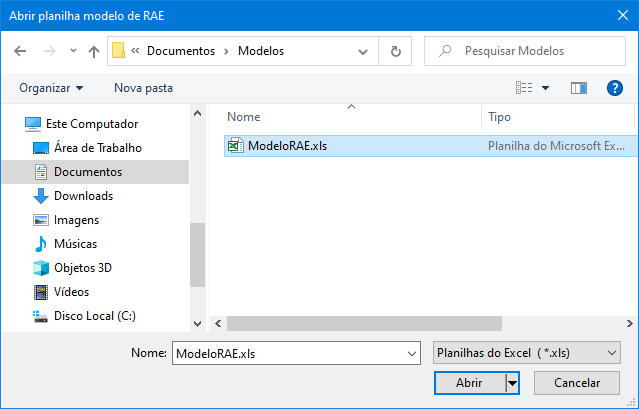 Abrir planilha modelo de RAE
« Documentos › Modelos
Pesquisar Modelos
Organizar
Nova pasta
?
Nome
Tipo
Este Computador
Área de Trabalho
Documentos
Downloads
Imagens
Músicas
Objetos 3D
Vídeos
Disco Local (C:)
ModeloRAE.xls
Planilha do Microsoft Ex...
Nome:
ModeloRAE.xls
Planilhas do Excel ( *.xls)
Abrir
Cancelar